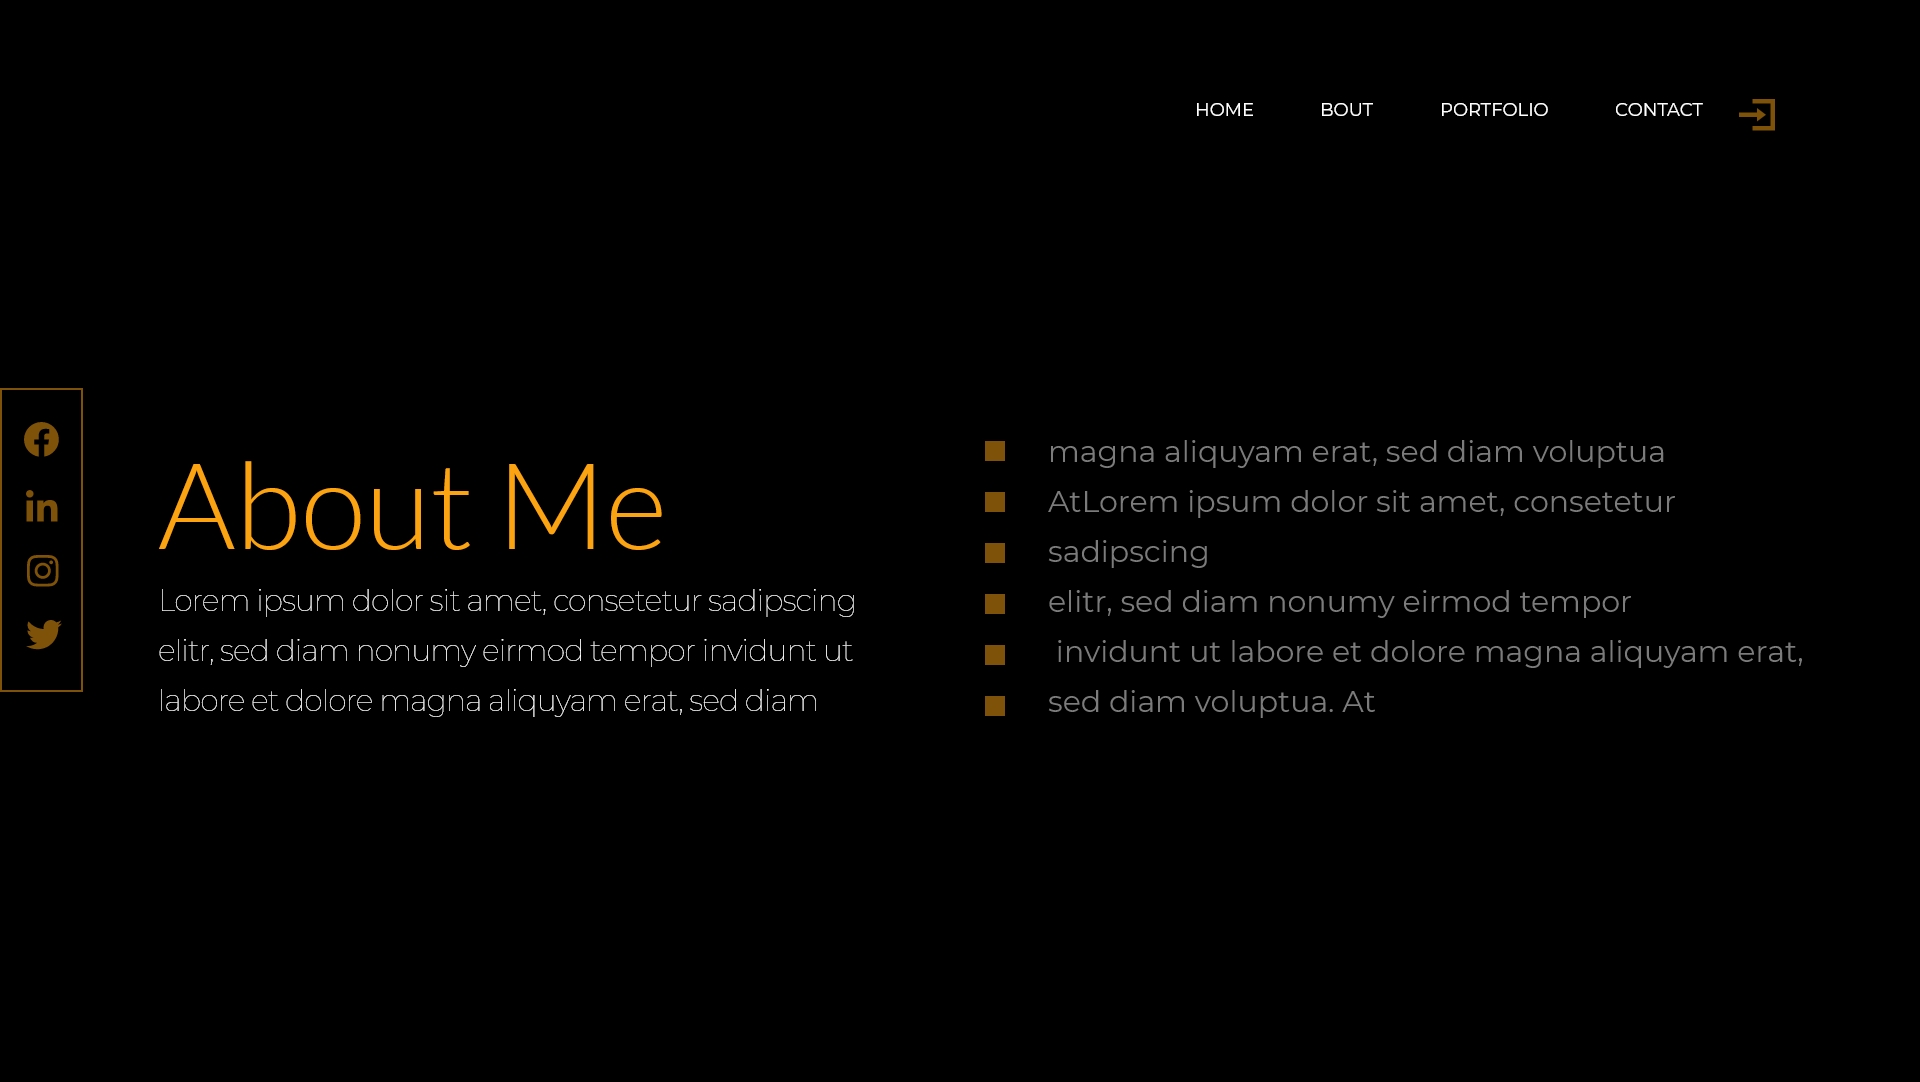 HOME BOUT PORTFOLIO CONTACT
About Me
Lorem ipsum dolor sit amet, consetetur sadipscing
elitr, sed diam nonumy eirmod tempor invidunt ut
labore et dolore magna aliquyam erat, sed diam
magna aliquyam erat, sed diam voluptua
AtLorem ipsum dolor sit amet, consetetur
sadipscing
elitr, sed diam nonumy eirmod tempor
invidunt ut labore et dolore magna aliquyam erat,
sed diam voluptua. At